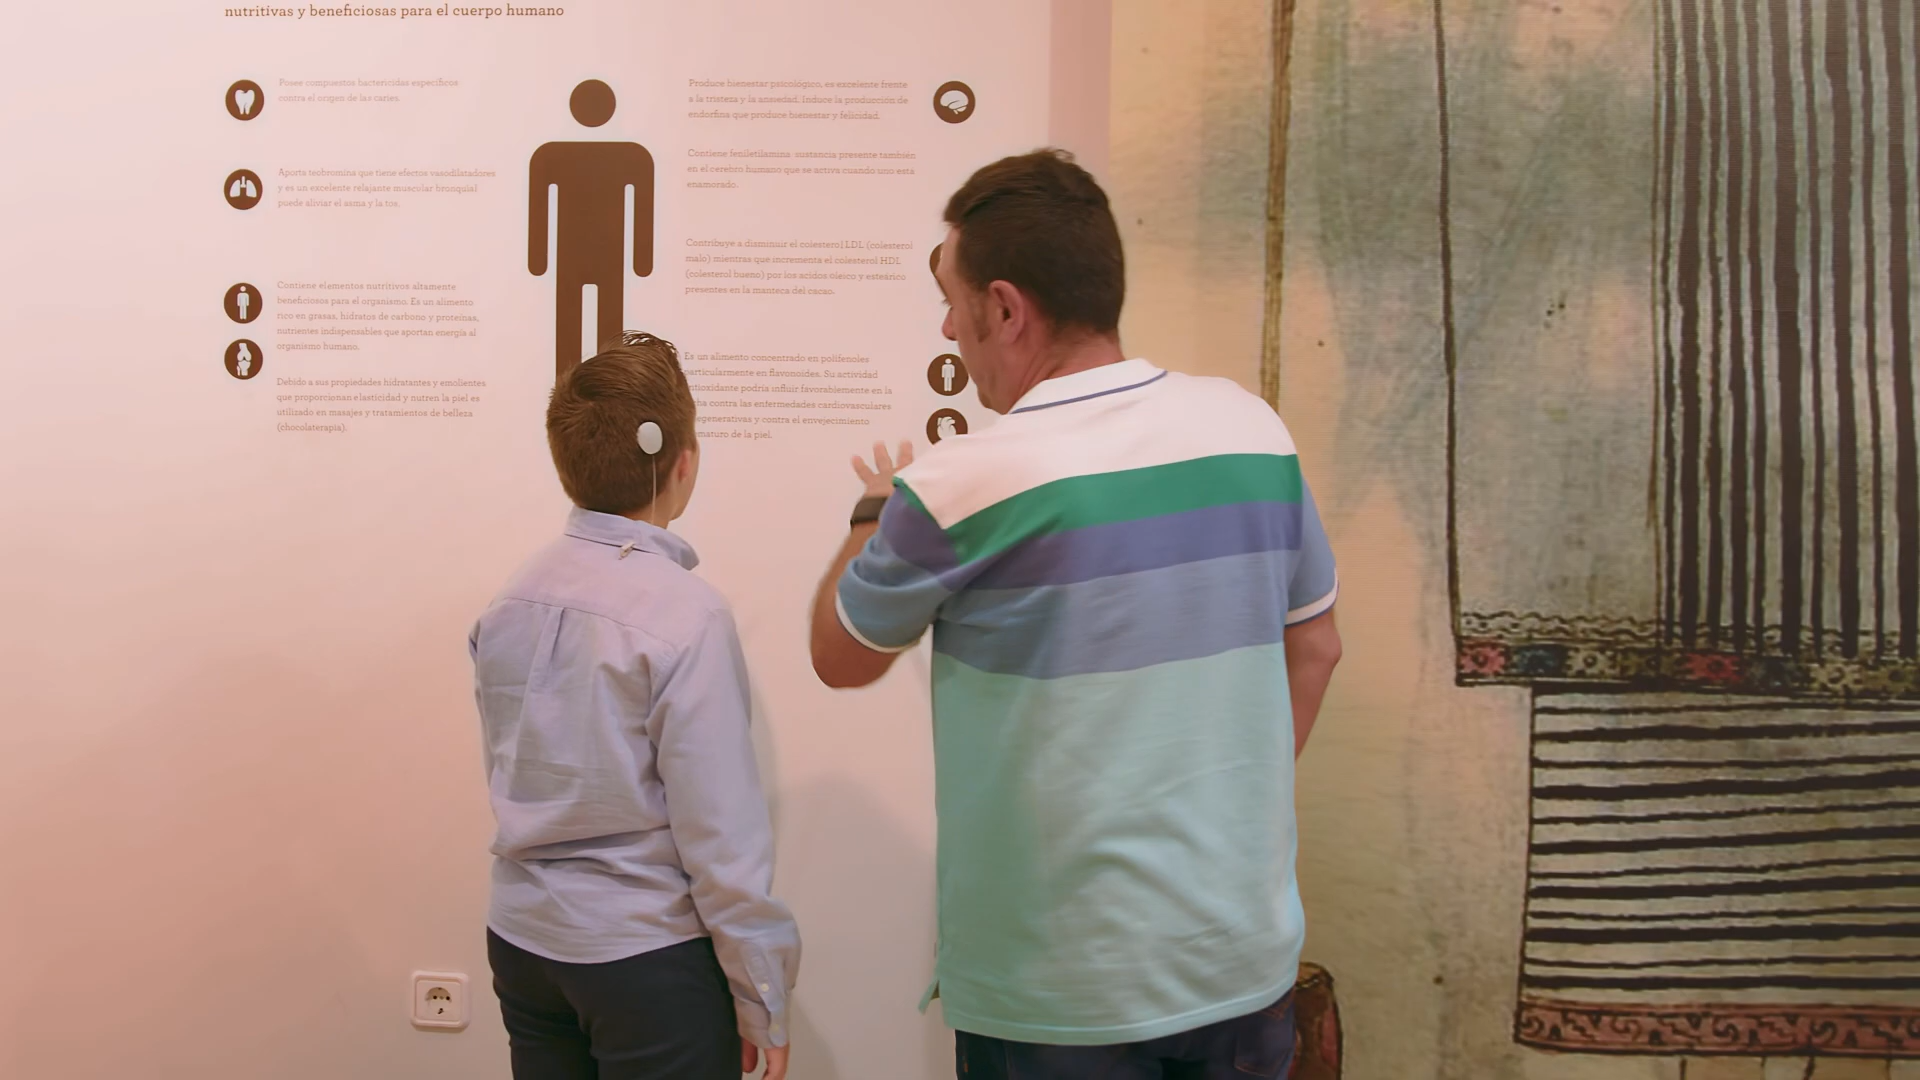 nutritivas y beneficiosas para el cuerpo humano
Posee compuestos bactericidas específicos
contra el origen de las caries.
Aporta teobromina que tiene efectos vasodilatadores
y es un excelente relajante muscular bronquial
puede aliviar el asma y la tos.
Contiene elementos nutritivos altamente
beneficiosos para el organismo. Es un alimento
rico en grasas, hidratos de carbono y proteínas,
nutrientes indispensables que aportan energía al
organismo humano.
Debido a sus propiedades hidratantes y emolientes
que proporcionan elasticidad y nutren la piel es
utilizado en masajes y tratamientos de belleza
(chocolaterapia).
Produce bienestar psicológico, es excelente frente
a la tristeza y la ansiedad. Induce la producción de
endorfina que produce bienestar y felicidad.
Contiene feniletilamina sustancia presente también
en el cerebro humano que se activa cuando uno está
enamorado.
Contribuye a disminuir el colesterol LDL (colesterol
malo) mientras que incrementa el colesterol HDL
(colesterol bueno) por los acidos oleico y esteárico
presentes en la manteca del cacao.
Es un alimento concentrado en polifenoles
particularmente en flavonoides. Su actividad
ntioxidante podría influir favorablemente en la
cha contra las enfermedades cardiovasculares
egenerativas y contra el envejecimiento
maturo de la piel.